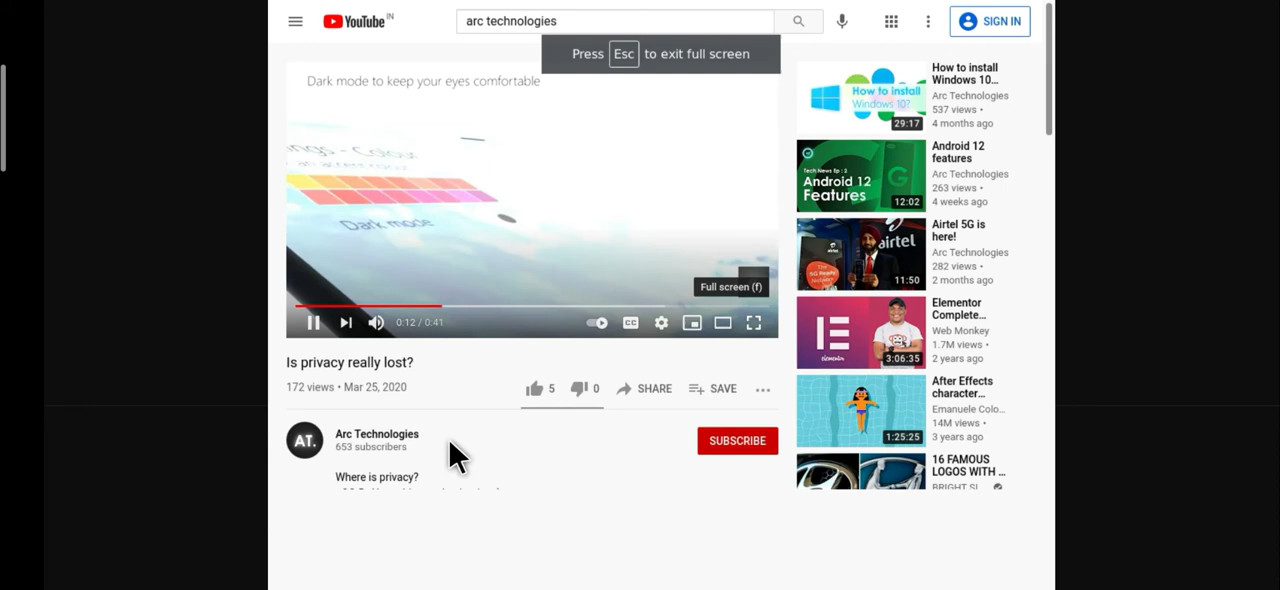 YouTube IN
arc technologies
SIGN IN
Press Esc to exit full screen
Dark mode to keep your eyes comfortable
Dark mode
Full screen (f)
0:12 / 0:41
CC
Is privacy really lost?
172 views • Mar 25, 2020
5
0
SHARE
SAVE
AT.
Arc Technologies
653 subscribers
SUBSCRIBE
Where is privacy?
How to install
Windows 10?
29:17
How to install
Windows 10...
Arc Technologies
537 views •
4 months ago
Tech News Ep : 2
Android 12
Features
G
12:02
Android 12
features
Arc Technologies
263 views •
4 weeks ago
airtel
11:50
Airtel 5G is
here!
Arc Technologies
282 views •
2 months ago
elementor
3:06:35
Elementor
Complete...
Web Monkey
1.7M views •
2 years ago
1:25:25
After Effects
character...
Emanuele Colo...
14M views •
3 years ago
16 FAMOUS
LOGOS WITH ...